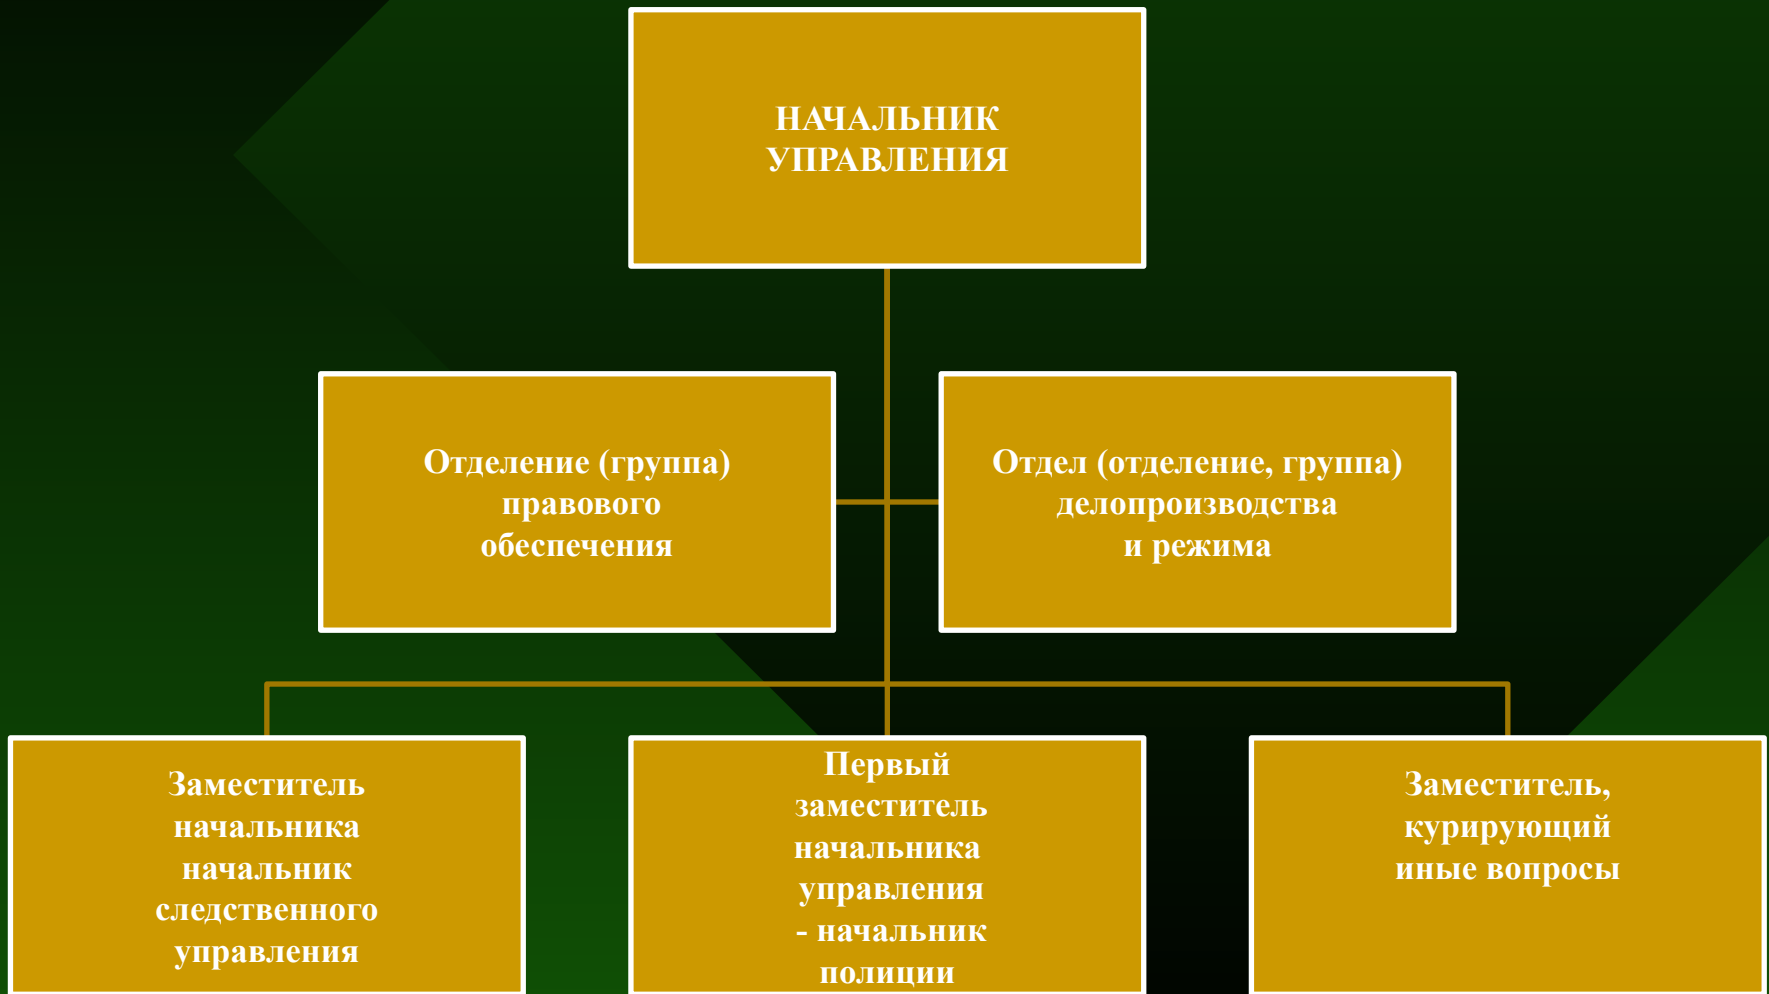 НАЧАЛЬНИК
УПРАВЛЕНИЯ
Отделение (группа)
правового
обеспечения
Отдел (отделение, группа)
делопроизводства
и режима
Заместитель
начальника
начальник
следственного
управления
Первый
заместитель
начальника
управления
- начальник
полиции
Заместитель,
курирующий
иные вопросы